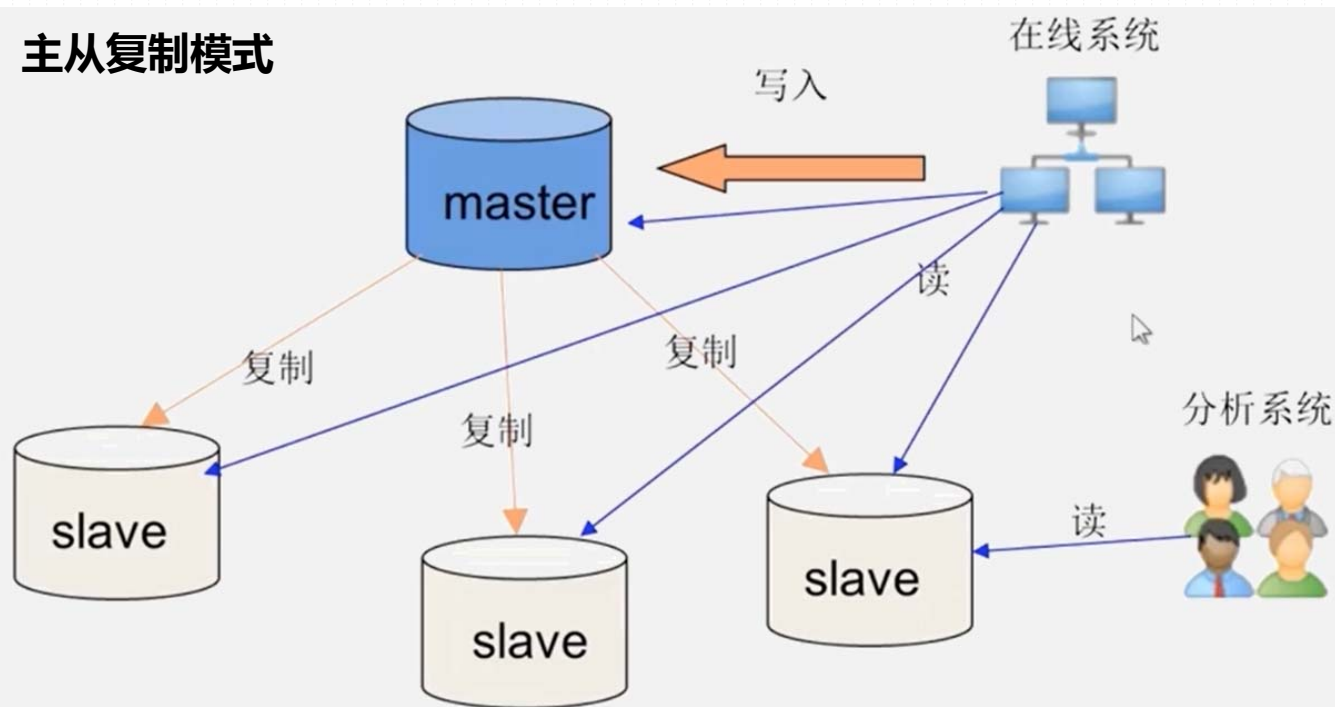 主从复制模式
在线系统
写入
master
读
复制
复制
复制
分析系统
读
slave
slave
slave